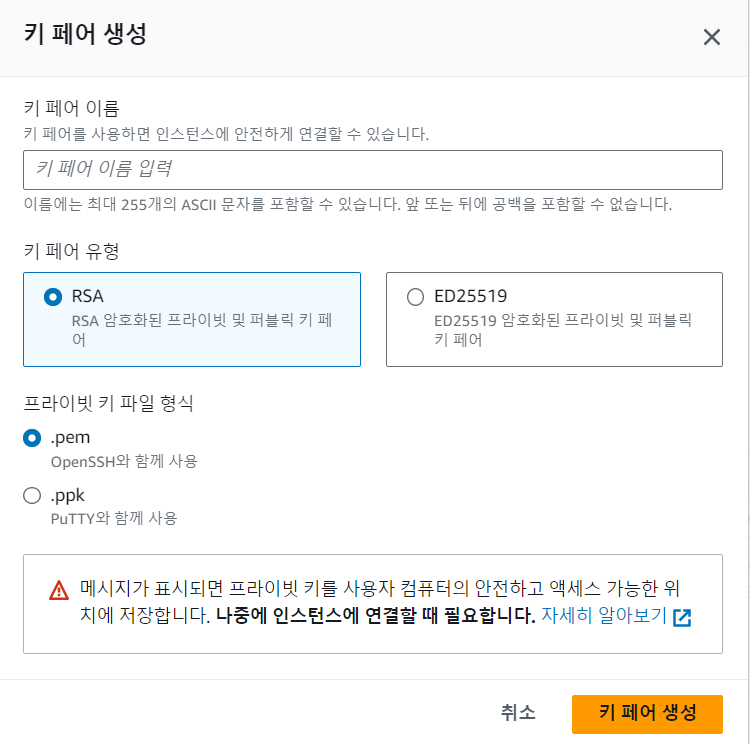 키 페어 생성
키 페어 이름
키 페어를 사용하면 인스턴스에 안전하게 연결할 수 있습니다.
키 페어 이름 입력
이름에는 최대 255개의 ASCII 문자를 포함할 수 있습니다. 앞 또는 뒤에 공백을 포함할 수 없습니다.
키 페어 유형
RSA
RSA 암호화된 프라이빗 및 퍼블릭 키 페
어
ED25519
ED25519 암호화된 프라이빗 및 퍼블릭
키 페어
프라이빗 키 파일 형식
.pem
OpenSSH와 함께 사용
.ppk
PuTTY와 함께 사용
메시지가 표시되면 프라이빗 키를 사용자 컴퓨터의 안전하고 액세스 가능한 위
치에 저장합니다. 나중에 인스턴스에 연결할 때 필요합니다. 자세히 알아보기
취소
키 페어 생성